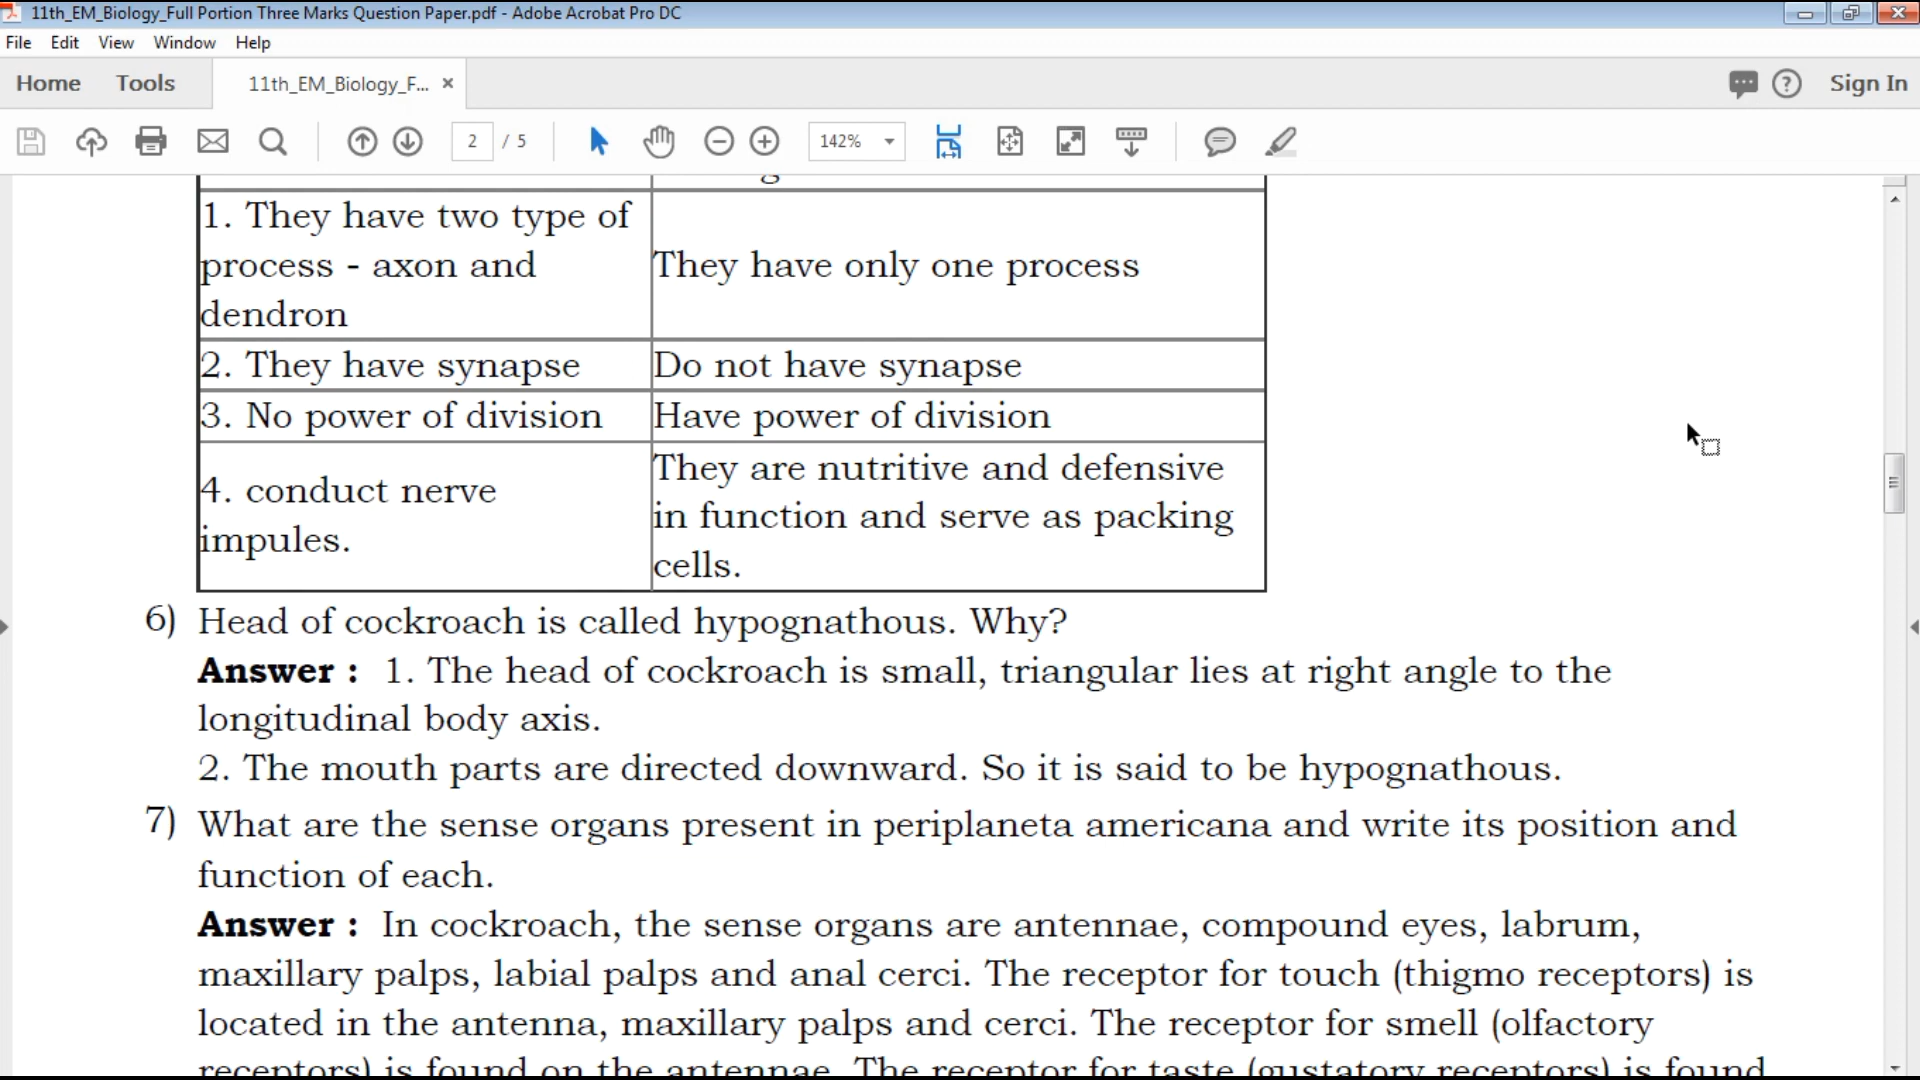 11th_EM_Biology_Full Portion Three Marks Question Paper.pdf - Adobe Acrobat Pro DC
File Edit View Window Help
Home Tools 11th_EM_Biology_F... × Sign In
2 / 5 142%
1. They have two type of
process - axon and
dendron
They have only one process
2. They have synapse
Do not have synapse
3. No power of division
Have power of division
4. conduct nerve
impules.
They are nutritive and defensive
in function and serve as packing
cells.
6) Head of cockroach is called hypognathous. Why?
Answer : 1. The head of cockroach is small, triangular lies at right angle to the
longitudinal body axis.
2. The mouth parts are directed downward. So it is said to be hypognathous.
7) What are the sense organs present in periplaneta americana and write its position and
function of each.
Answer : In cockroach, the sense organs are antennae, compound eyes, labrum,
maxillary palps, labial palps and anal cerci. The receptor for touch (thigmo receptors) is
located in the antenna, maxillary palps and cerci. The receptor for smell (olfactory
receptors) is found on the antennae. The receptor for taste (gustatory receptors) is found